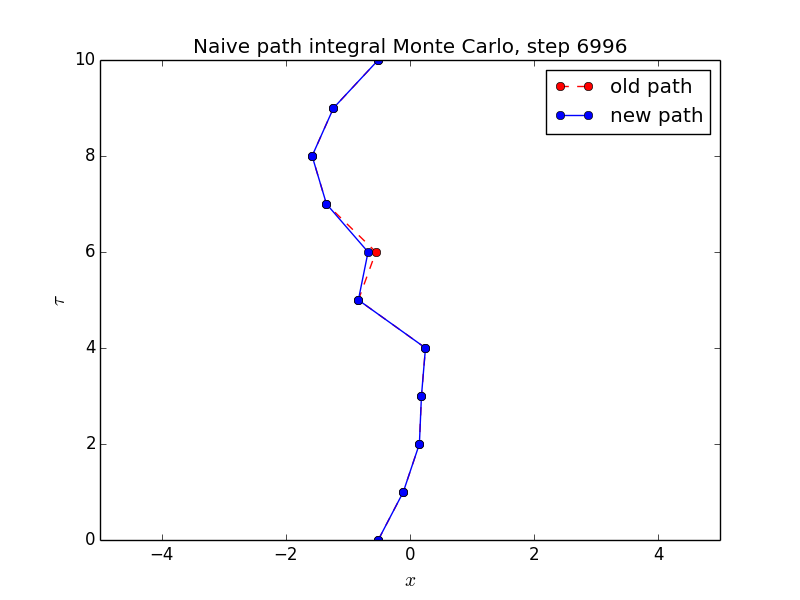 Naive path integral Monte Carlo, step 6996
old path
new path
10
8
6
4
2
0
τ
−4
−2
0
2
4
x